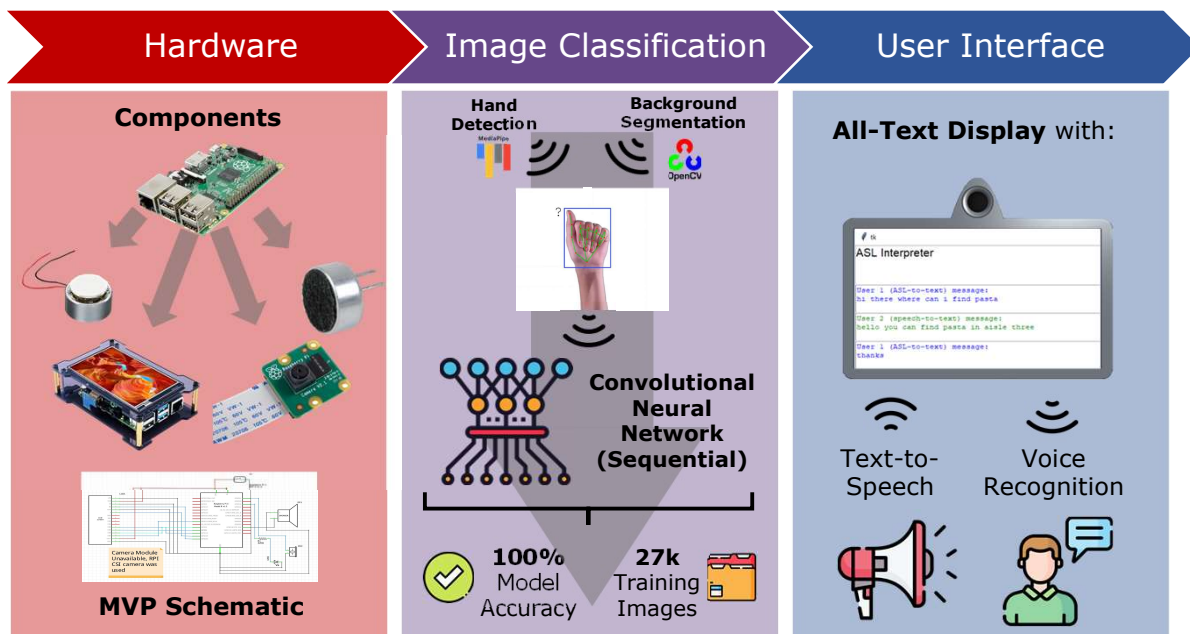 Hardware
Image Classification
User Interface
Components
Camera Module
Unavailable, RPI
CSI camera was
used
MVP Schematic
Hand
Detection
MediaPipe
Background
Segmentation
OpenCV
?
Convolutional
Neural
Network
(Sequential)
100%
Model
Accuracy
27k
Training
Images
All-Text Display with:
tk
ASL Interpreter
User 1 (ASL-to-text) message:
hi there where can i find pasta
User 2 (speech-to-text) message:
hello you can find pasta in aisle three
User 1 (ASL-to-text) message:
thanks
Text-to-
Speech
Voice
Recognition